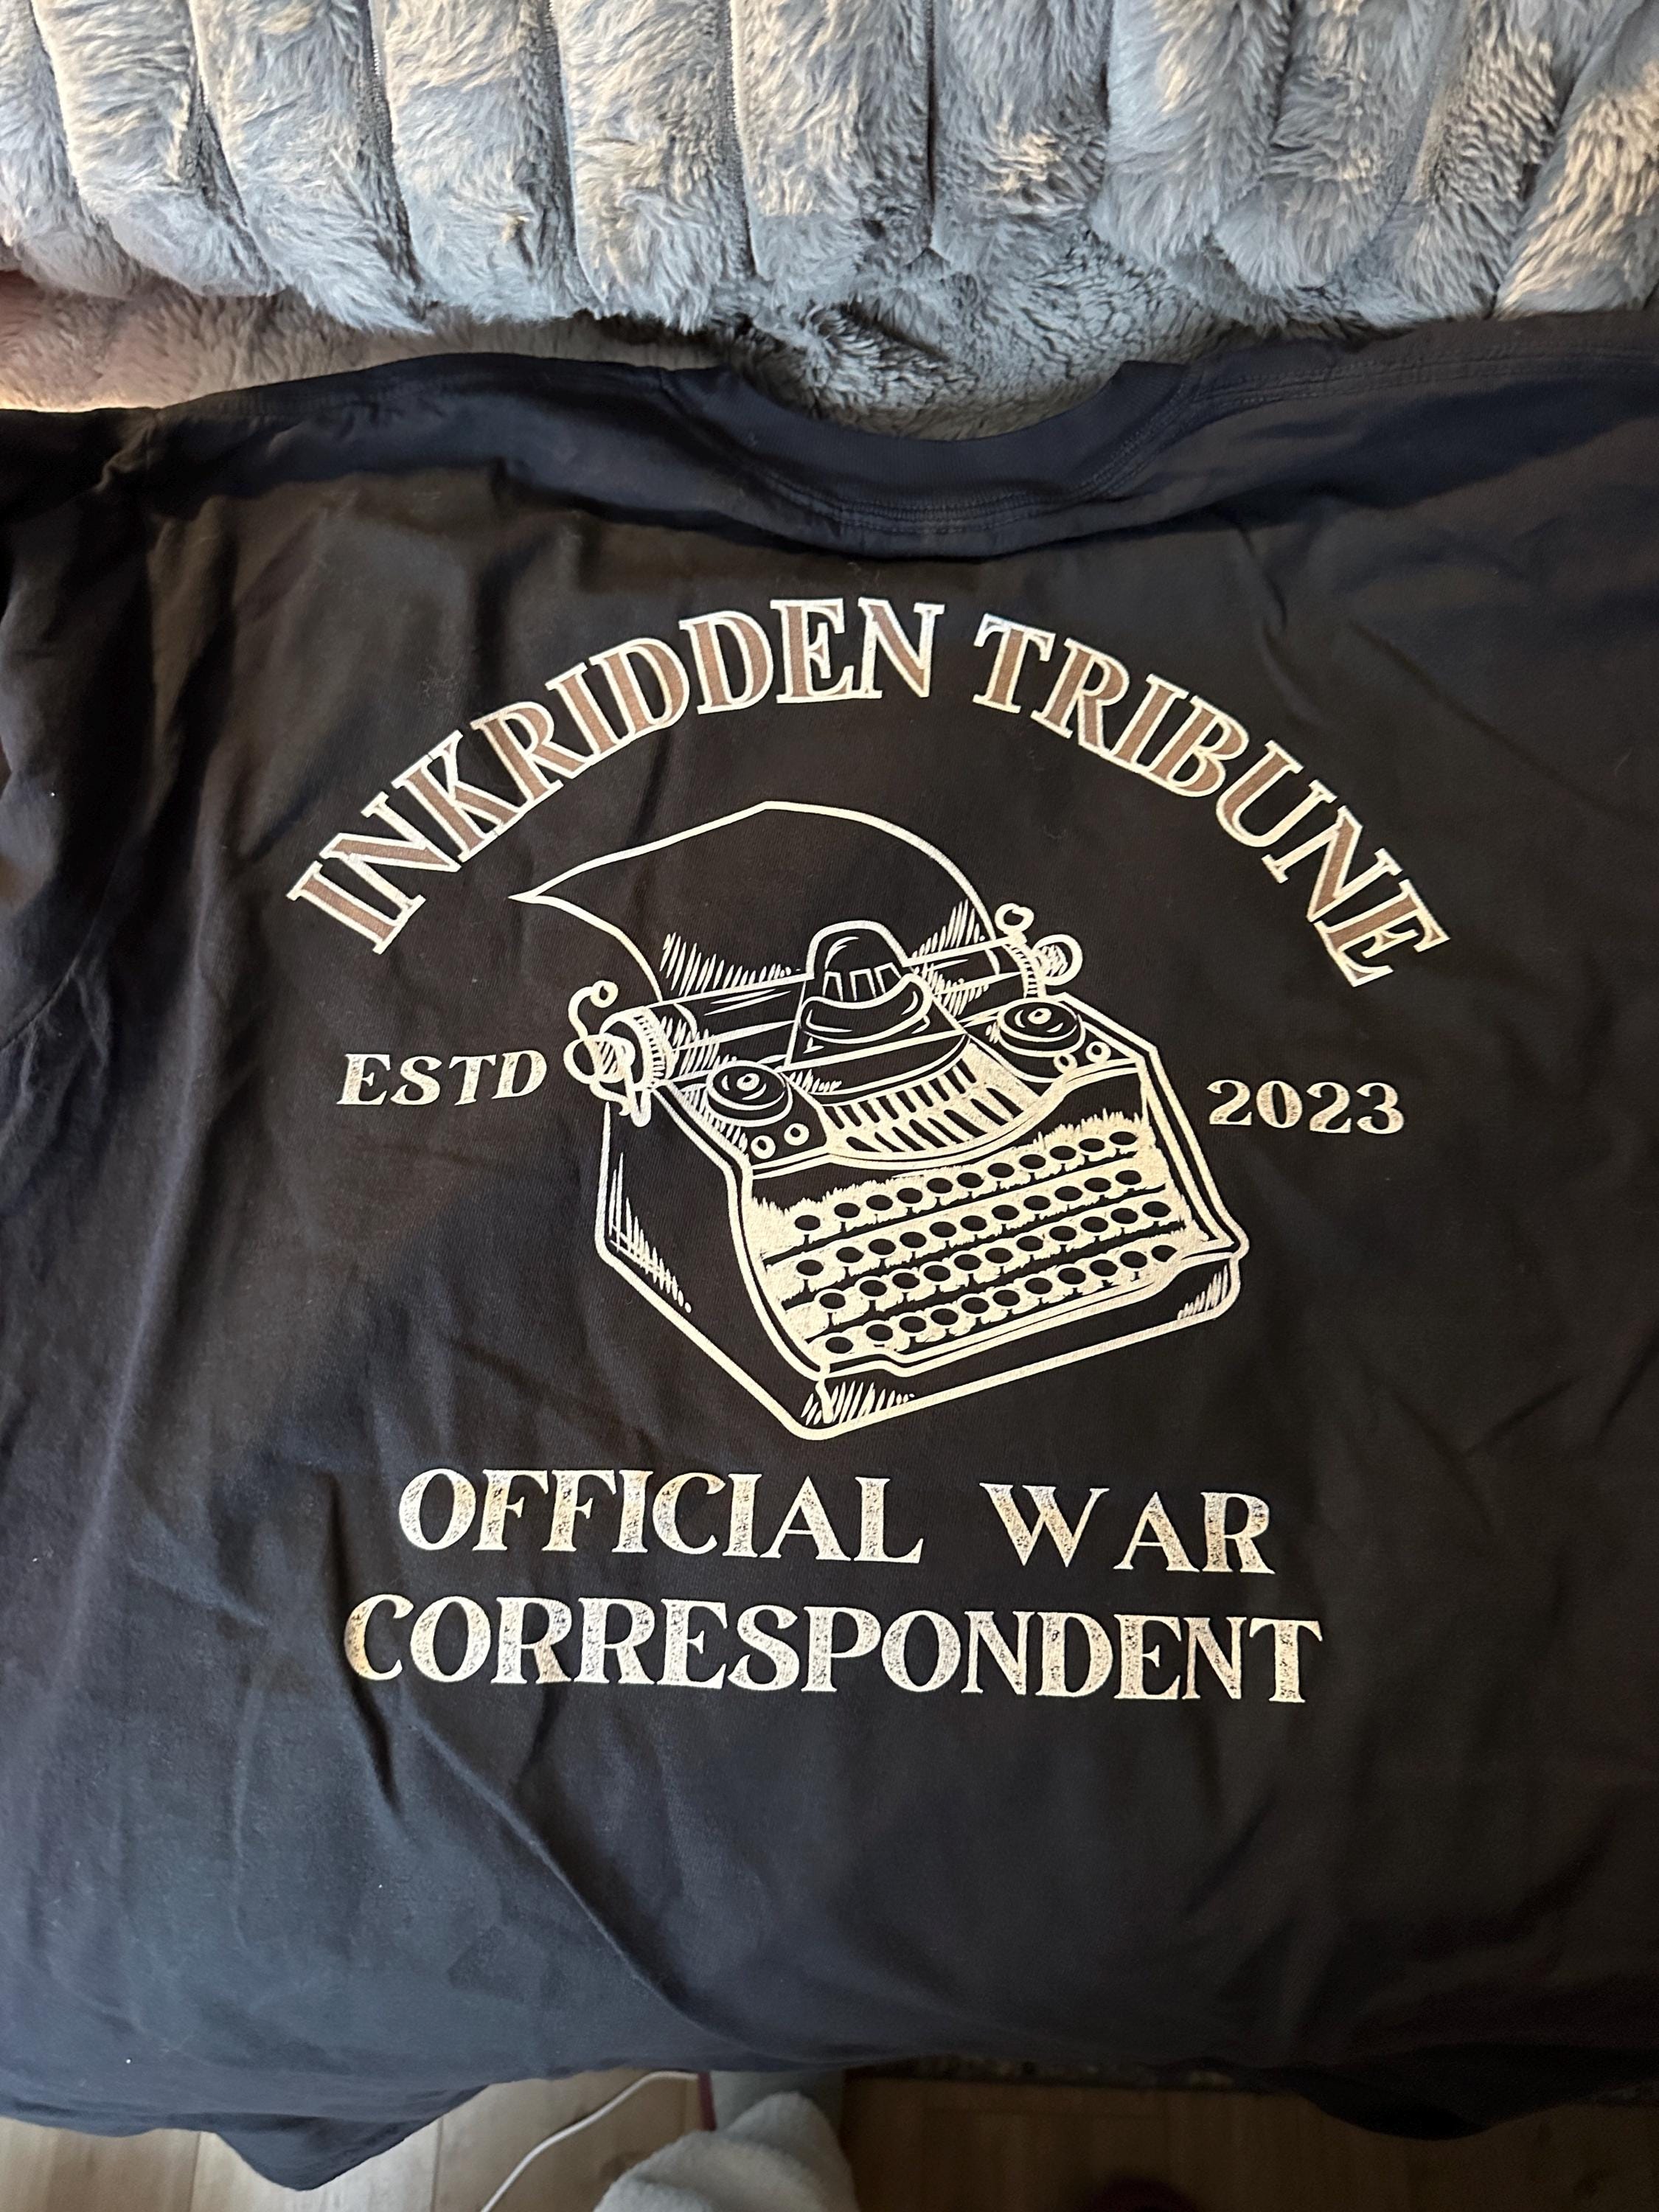 INKRIDDEN TRIBUNE
ESTD 2023
OFFICIAL WAR
CORRESPONDENT